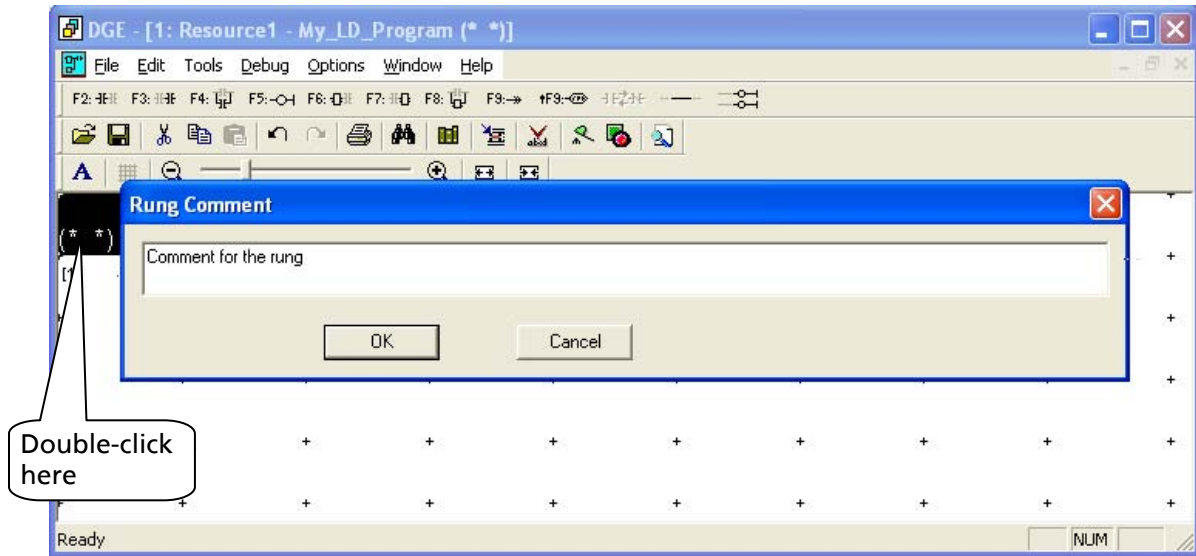 DGE - [1: Resource1 - My_LD_Program (* *)]
File Edit Tools Debug Options Window Help
F2: F3: F4: F5: F6: F7: F8: F9: ↑F9:
A
Rung Comment
(* *)
Comment for the rung
OK Cancel
Double-click
here
Ready NUM